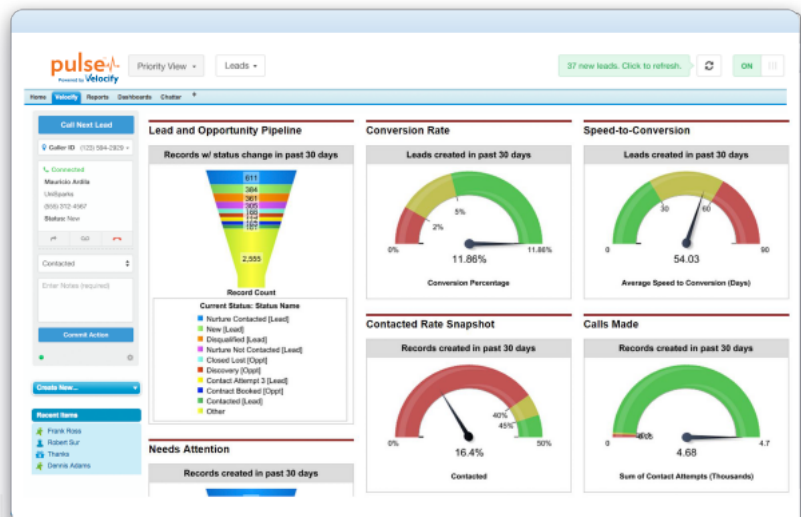 pulse
Powered by Velocify
Priority View
Leads
37 new leads. Click to refresh.
ON
Home Velocify Reports Dashboards Chatter +
Call Next Lead
Caller ID (122) 594-2929
Connected
Mauricio Ardila
UniSparks
(555) 312-4567
Status: New
Contacted
Enter Notes (required)
Commit Action
Create New...
Recent Items
Frank Ross
Robert Sur
Thanks
Dennis Adams
Lead and Opportunity Pipeline
Records w/ status change in past 30 days
611
384
361
305
2,555
Record Count
Current Status: Status Name
Nurture Contacted [Lead]
New [Lead]
Disqualified [Lead]
Nurture Not Contacted [Lead]
Closed Lost [Oppt]
Discovery [Oppt]
Contact Attempt 3 [Lead]
Contract Booked [Oppt]
Contacted [Lead]
Other
Needs Attention
Records created in past 30 days
Conversion Rate
Leads created in past 30 days
5%
2%
0%
11.86%
11.86%
Conversion Percentage
Contacted Rate Snapshot
Records created in past 30 days
40%
45%
0%
50%
16.4%
Contacted
Speed-to-Conversion
Leads created in past 30 days
30
60
0
90
54.03
Average Speed to Conversion (Days)
Calls Made
Records created in past 30 days
0
4.7
4.68
Sum of Contact Attempts (Thousands)